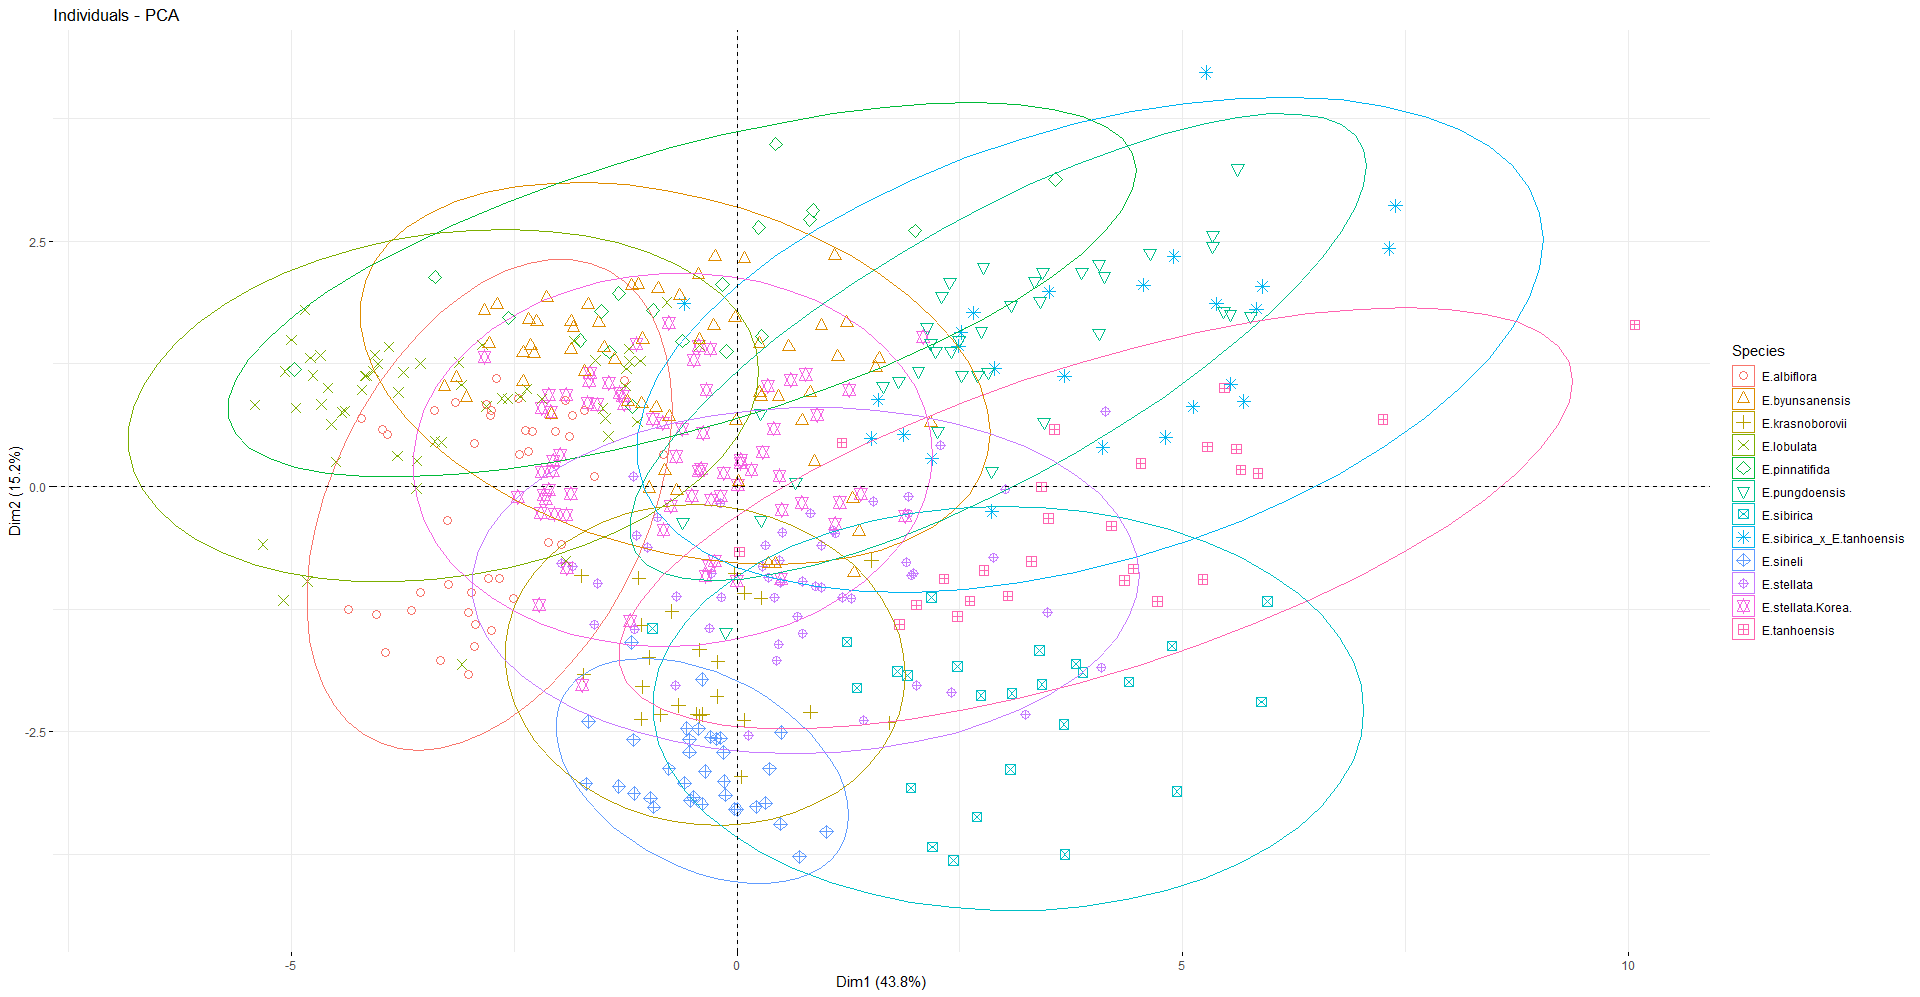 Individuals - PCA
Dim2 (15.2%)
2.5
0.0
-2.5
-5
0
5
10
Dim1 (43.8%)
Species
E.albiflora
E.byunsanensis
E.krasnoborovii
E.lobulata
E.pinnatifida
E.pungdoensis
E.sibirica
E.sibirica_x_E.tanhoensis
E.sineli
E.stellata
E.stellata.Korea.
E.tanhoensis